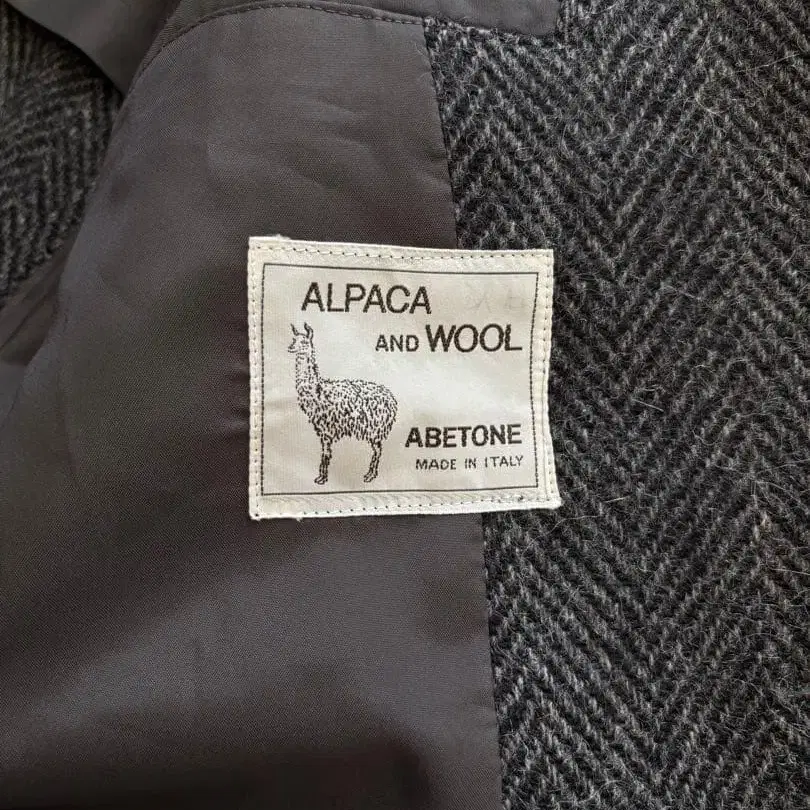 ALPACA
AND WOOL
ABETONE
MADE IN ITALY